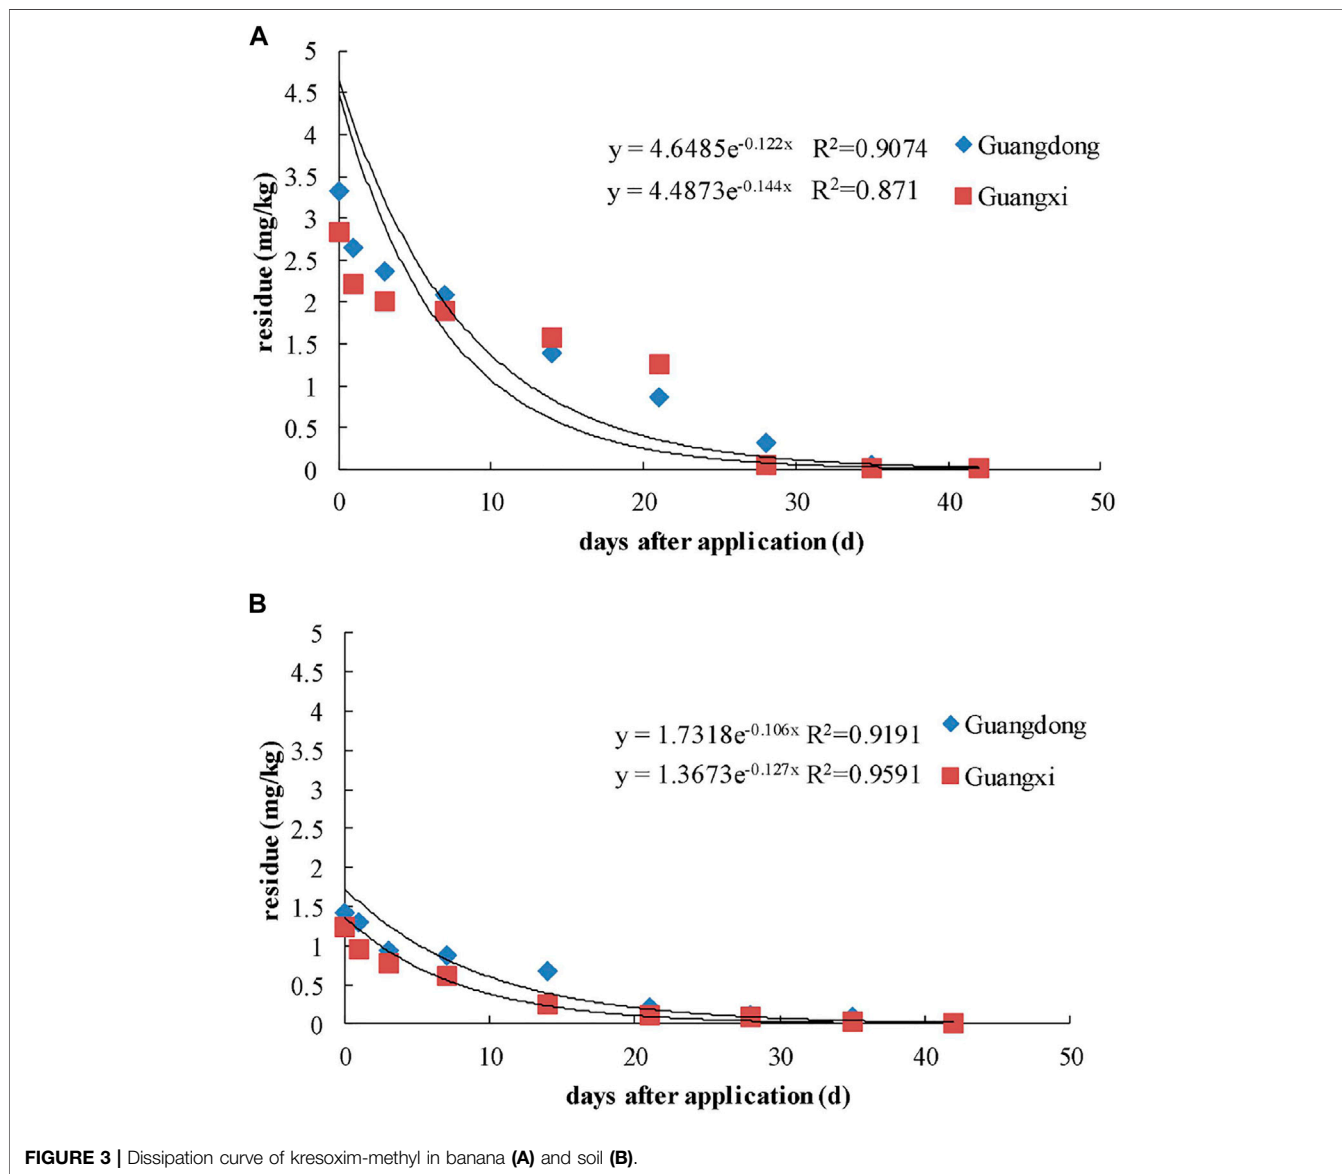 A
5
4.5
4
3.5
3
2.5
2
1.5
1
0.5
0
residue (mg/kg)
y = 4.6485e^-0.122x R²=0.9074
y = 4.4873e^-0.144x R²=0.871
Guangdong
Guangxi
0 10 20 30 40 50
days after application (d)
B
5
4.5
4
3.5
3
2.5
2
1.5
1
0.5
0
residue (mg/kg)
y = 1.7318e^-0.106x R²=0.9191
y = 1.3673e^-0.127x R²=0.9591
Guangdong
Guangxi
0 10 20 30 40 50
days after application (d)
FIGURE 3 | Dissipation curve of kresoxim-methyl in banana (A) and soil (B).